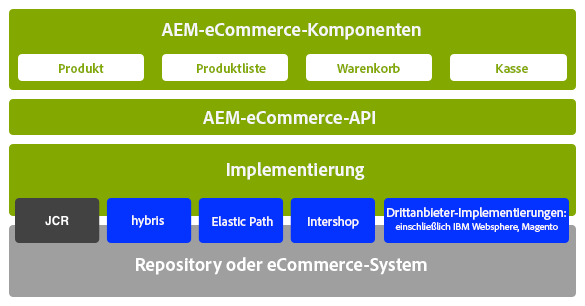 AEM-eCommerce-Komponenten
Produkt
Produktliste
Warenkorb
Kasse
AEM-eCommerce-API
Implementierung
JCR
hybris
Elastic Path
Intershop
Drittanbieter-Implementierungen:
einschließlich IBM Websphere, Magento
Repository oder eCommerce-System